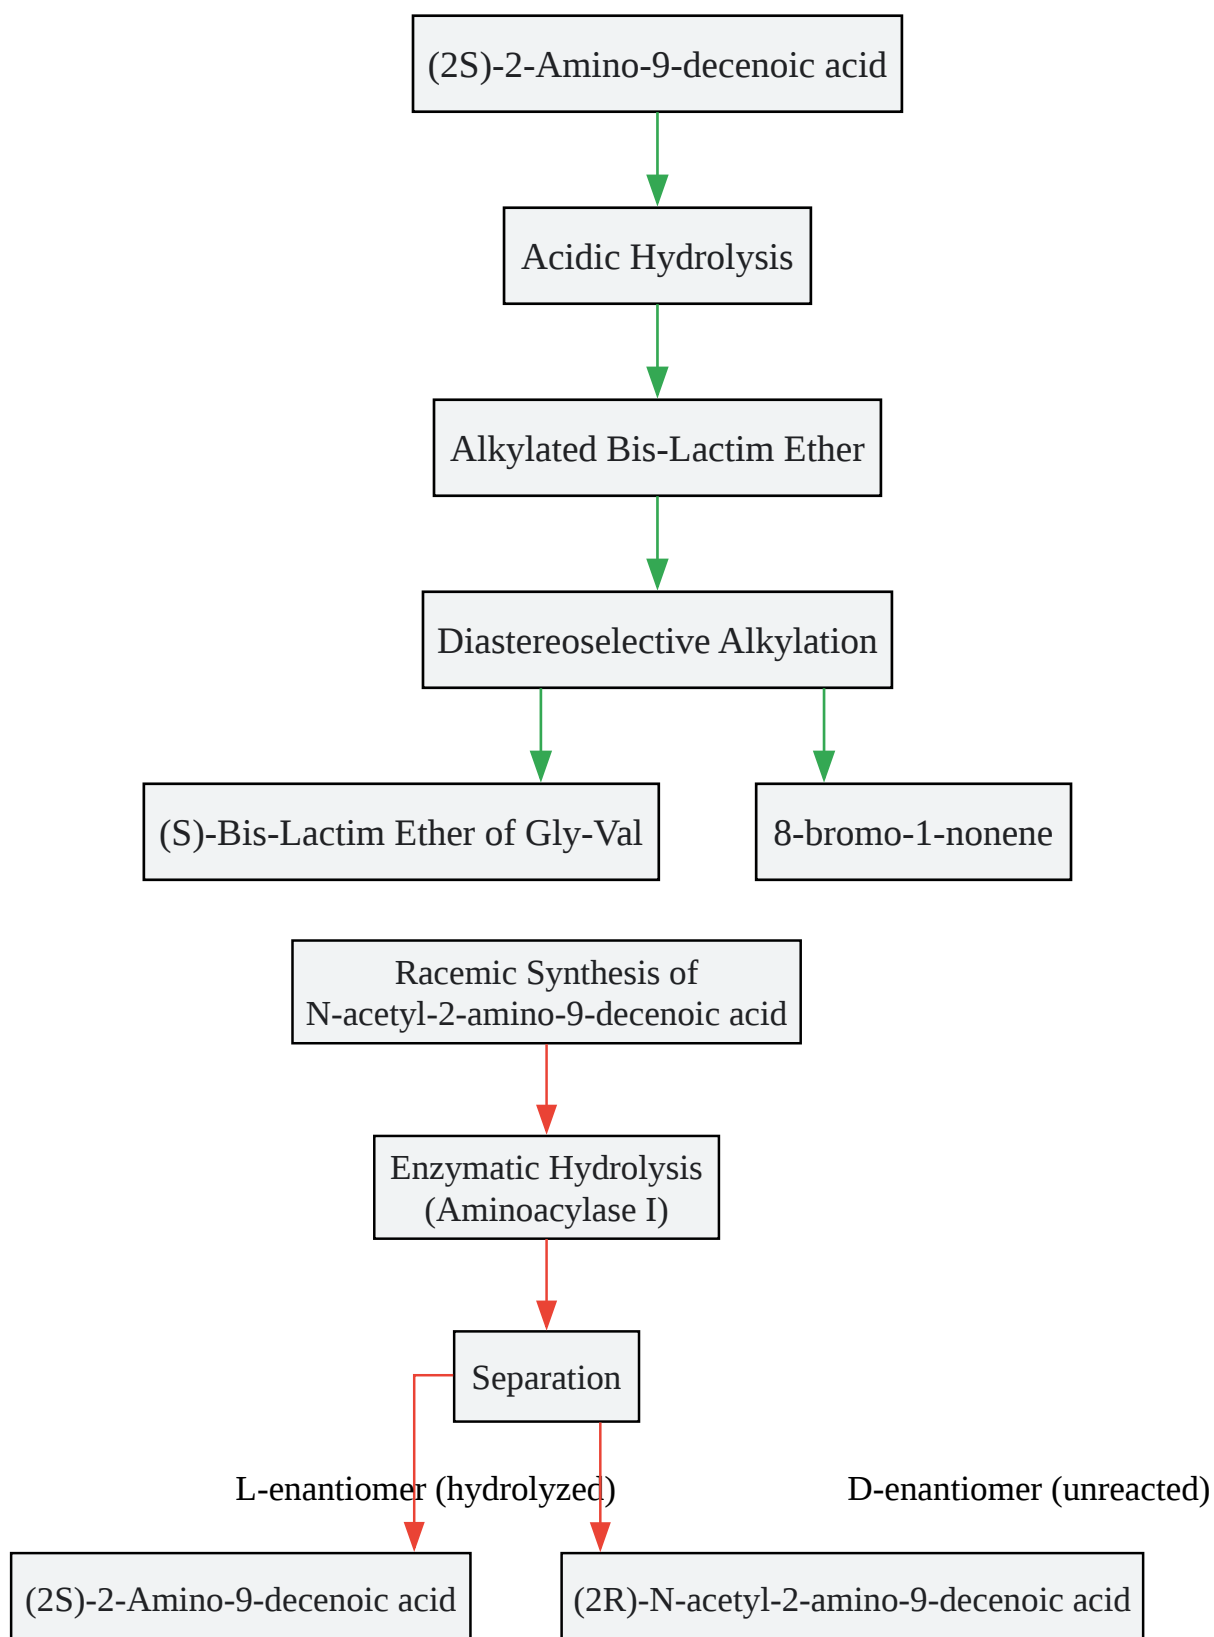 (2S)-2-Amino-9-decenoic acid
Acidic Hydrolysis
Alkylated Bis-Lactim Ether
Diastereoselective Alkylation
(S)-Bis-Lactim Ether of Gly-Val
8-bromo-1-nonene
Racemic Synthesis of
N-acetyl-2-amino-9-decenoic acid
Enzymatic Hydrolysis
(Aminoacylase I)
Separation
L-enantiomer (hydrolyzed)
D-enantiomer (unreacted)
(2S)-2-Amino-9-decenoic acid
(2R)-N-acetyl-2-amino-9-decenoic acid